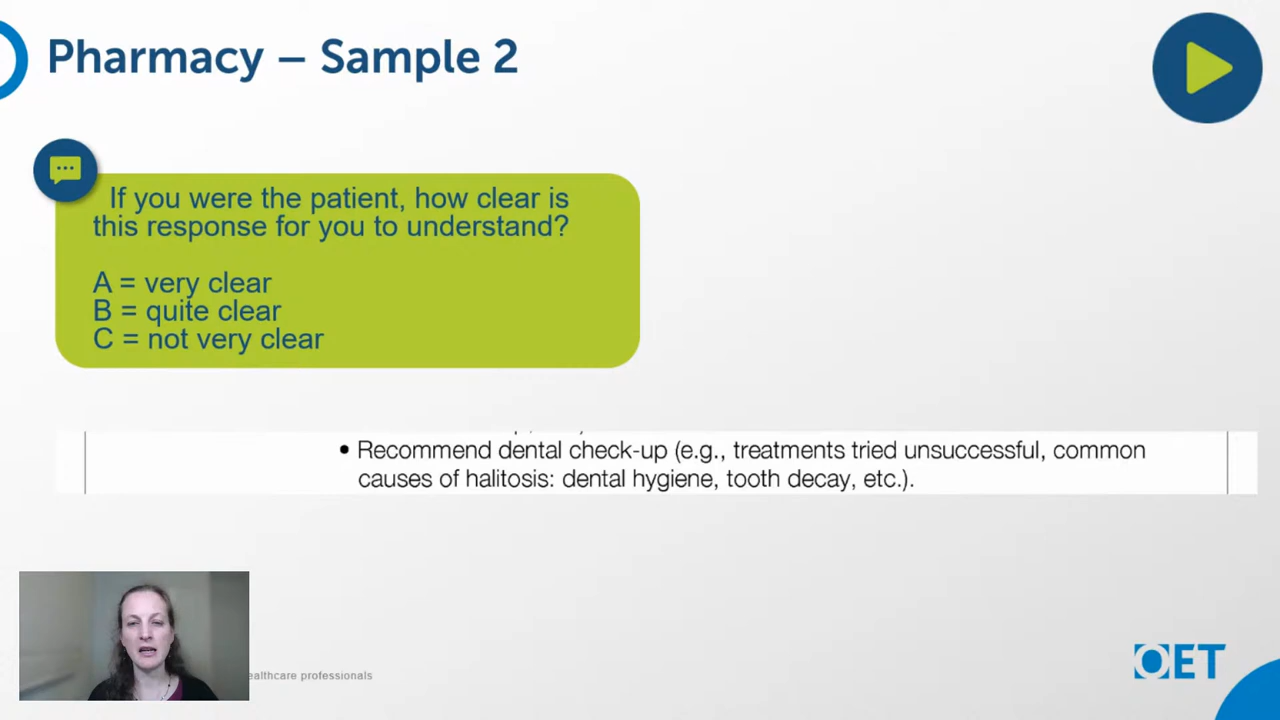 Pharmacy – Sample 2
If you were the patient, how clear is
this response for you to understand?
A = very clear
B = quite clear
C = not very clear
• Recommend dental check-up (e.g., treatments tried unsuccessful, common
causes of halitosis: dental hygiene, tooth decay, etc.).
ealthcare professionals
OET